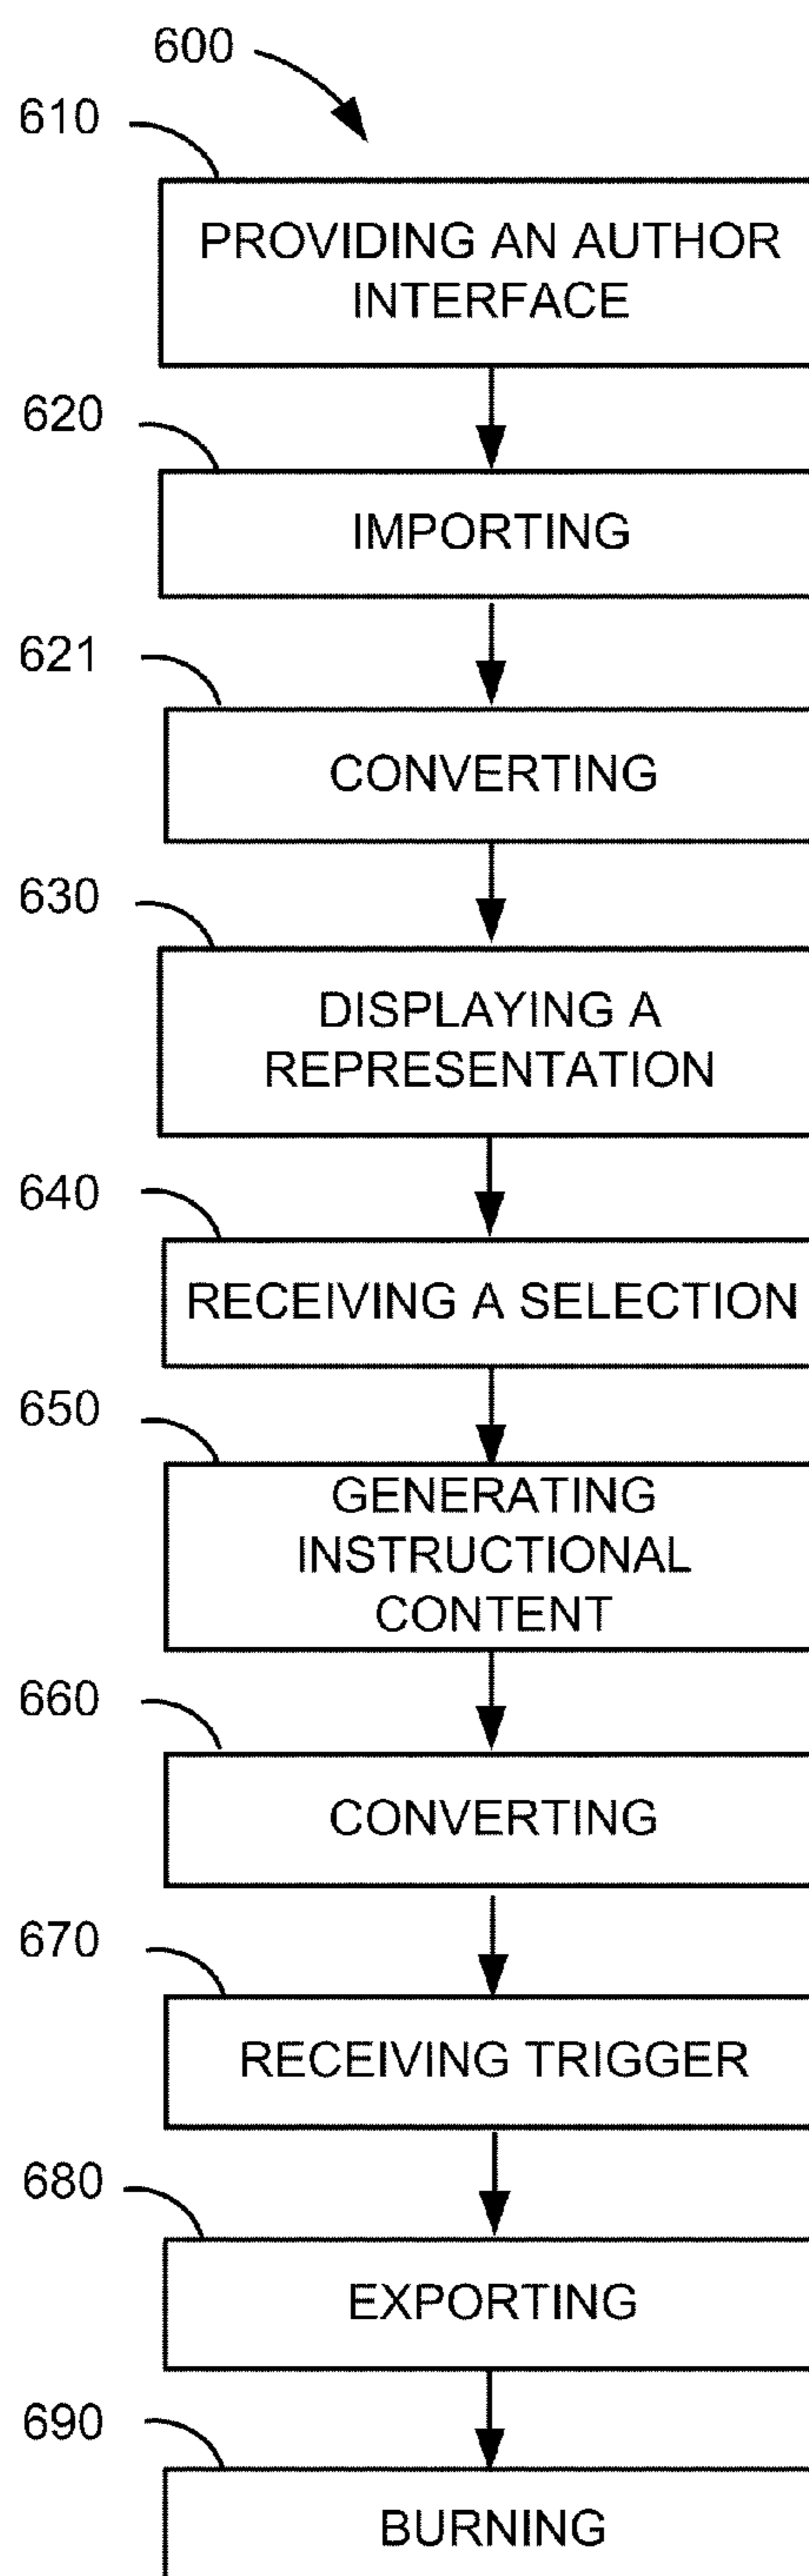 600
610
PROVIDING AN AUTHOR
INTERFACE
620
IMPORTING
621
CONVERTING
630
DISPLAYING A
REPRESENTATION
640
RECEIVING A SELECTION
650
GENERATING
INSTRUCTIONAL
CONTENT
660
CONVERTING
670
RECEIVING TRIGGER
680
EXPORTING
690
BURNING